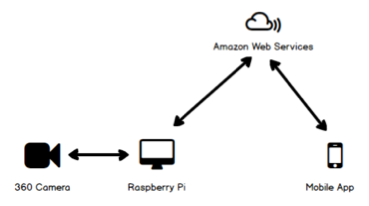 Amazon Web Services
360 Camera
Raspberry Pi
Mobile App